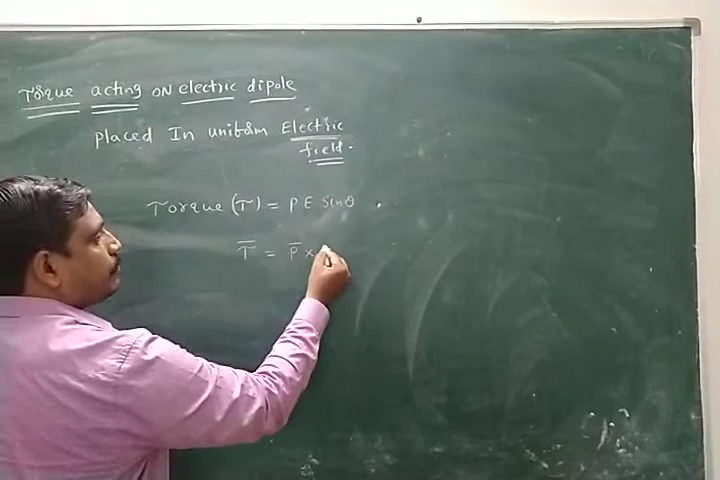 Torque acting on electric dipole
placed In uniform Electric
field.
Torque (τ) = P E Sinθ .
τ̅ = P̅ ×